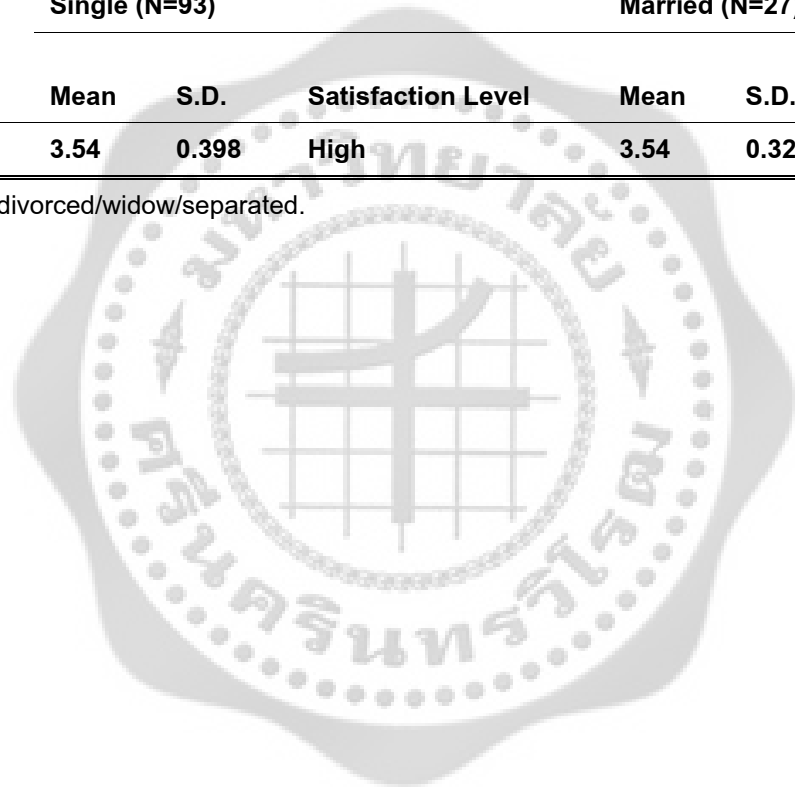 Single (N=93) Married (N=27)
Mean S.D. Satisfaction Level Mean S.D.
3.54 0.398 High 3.54 0.32
divorced/widow/separated.
มหาวิทยาลัย
ศรีนครินทรวิโรฒ